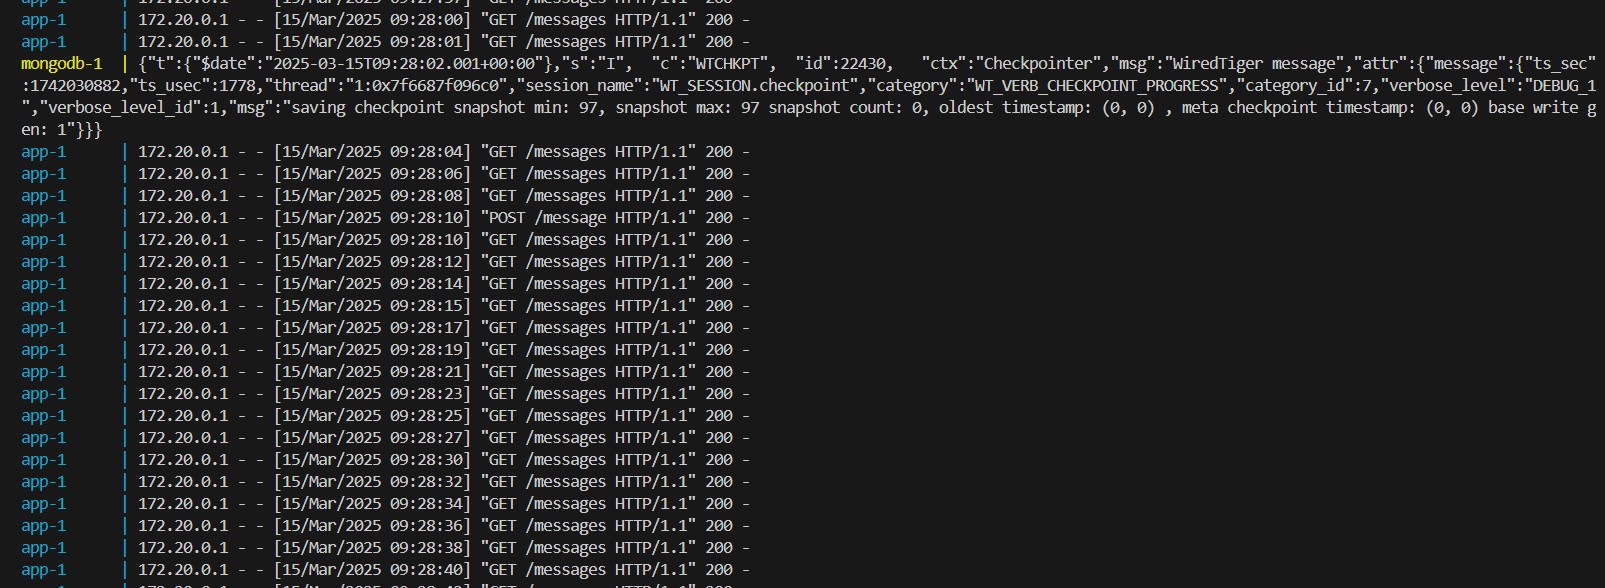 app-1 | 172.20.0.1 - - [15/Mar/2025 09:27:57] "GET /messages HTTP/1.1" 200 -
app-1 | 172.20.0.1 - - [15/Mar/2025 09:28:00] "GET /messages HTTP/1.1" 200 -
app-1 | 172.20.0.1 - - [15/Mar/2025 09:28:01] "GET /messages HTTP/1.1" 200 -
mongodb-1 | {"t":{"$date":"2025-03-15T09:28:02.001+00:00"},"s":"I", "c":"WTCHKPT", "id":22430, "ctx":"Checkpointer","msg":"WiredTiger message","attr":{"message":{"ts_sec"
:1742030882,"ts_usec":1778,"thread":"1:0x7f6687f096c0","session_name":"WT_SESSION.checkpoint","category":"WT_VERB_CHECKPOINT_PROGRESS","category_id":7,"verbose_level":"DEBUG_1
","verbose_level_id":1,"msg":"saving checkpoint snapshot min: 97, snapshot max: 97 snapshot count: 0, oldest timestamp: (0, 0) , meta checkpoint timestamp: (0, 0) base write g
en: 1"}}}
app-1 | 172.20.0.1 - - [15/Mar/2025 09:28:04] "GET /messages HTTP/1.1" 200 -
app-1 | 172.20.0.1 - - [15/Mar/2025 09:28:06] "GET /messages HTTP/1.1" 200 -
app-1 | 172.20.0.1 - - [15/Mar/2025 09:28:08] "GET /messages HTTP/1.1" 200 -
app-1 | 172.20.0.1 - - [15/Mar/2025 09:28:10] "POST /message HTTP/1.1" 200 -
app-1 | 172.20.0.1 - - [15/Mar/2025 09:28:10] "GET /messages HTTP/1.1" 200 -
app-1 | 172.20.0.1 - - [15/Mar/2025 09:28:12] "GET /messages HTTP/1.1" 200 -
app-1 | 172.20.0.1 - - [15/Mar/2025 09:28:14] "GET /messages HTTP/1.1" 200 -
app-1 | 172.20.0.1 - - [15/Mar/2025 09:28:15] "GET /messages HTTP/1.1" 200 -
app-1 | 172.20.0.1 - - [15/Mar/2025 09:28:17] "GET /messages HTTP/1.1" 200 -
app-1 | 172.20.0.1 - - [15/Mar/2025 09:28:19] "GET /messages HTTP/1.1" 200 -
app-1 | 172.20.0.1 - - [15/Mar/2025 09:28:21] "GET /messages HTTP/1.1" 200 -
app-1 | 172.20.0.1 - - [15/Mar/2025 09:28:23] "GET /messages HTTP/1.1" 200 -
app-1 | 172.20.0.1 - - [15/Mar/2025 09:28:25] "GET /messages HTTP/1.1" 200 -
app-1 | 172.20.0.1 - - [15/Mar/2025 09:28:27] "GET /messages HTTP/1.1" 200 -
app-1 | 172.20.0.1 - - [15/Mar/2025 09:28:30] "GET /messages HTTP/1.1" 200 -
app-1 | 172.20.0.1 - - [15/Mar/2025 09:28:32] "GET /messages HTTP/1.1" 200 -
app-1 | 172.20.0.1 - - [15/Mar/2025 09:28:34] "GET /messages HTTP/1.1" 200 -
app-1 | 172.20.0.1 - - [15/Mar/2025 09:28:36] "GET /messages HTTP/1.1" 200 -
app-1 | 172.20.0.1 - - [15/Mar/2025 09:28:38] "GET /messages HTTP/1.1" 200 -
app-1 | 172.20.0.1 - - [15/Mar/2025 09:28:40] "GET /messages HTTP/1.1" 200 -